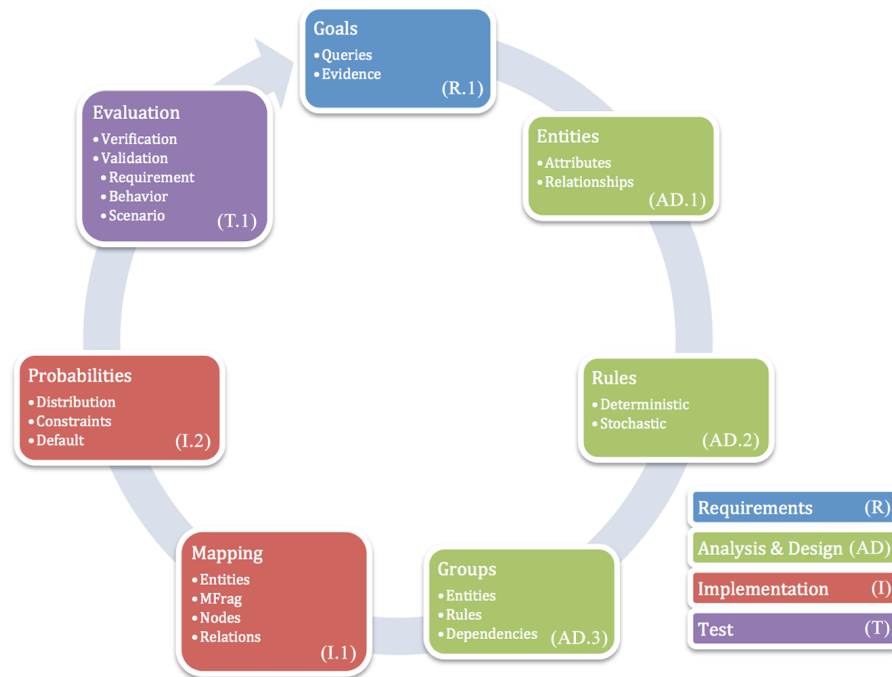 Goals
• Queries
• Evidence
(R.1)
Entities
• Attributes
• Relationships
(AD.1)
Rules
• Deterministic
• Stochastic
(AD.2)
Groups
• Entities
• Rules
• Dependencies
(AD.3)
Mapping
• Entities
• MFrag
• Nodes
• Relations
(I.1)
Probabilities
• Distribution
• Constraints
• Default
(I.2)
Evaluation
• Verification
• Validation
• Requirement
• Behavior
• Scenario
(T.1)
Requirements (R)
Analysis & Design (AD)
Implementation (I)
Test (T)